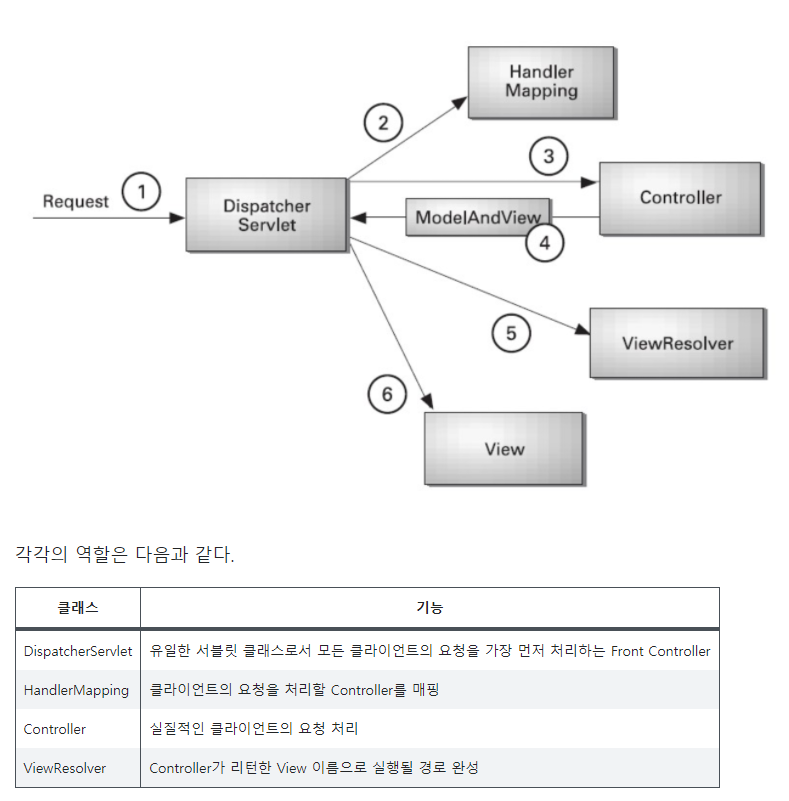 Handler
Mapping
2
3
1
Request
Dispatcher
Servlet
Controller
ModelAndView
4
5
ViewResolver
6
View
각각의 역할은 다음과 같다.
클래스 기능
DispatcherServlet 유일한 서블릿 클래스로서 모든 클라이언트의 요청을 가장 먼저 처리하는 Front Controller
HandlerMapping 클라이언트의 요청을 처리할 Controller를 매핑
Controller 실질적인 클라이언트의 요청 처리
ViewResolver Controller가 리턴한 View 이름으로 실행될 경로 완성